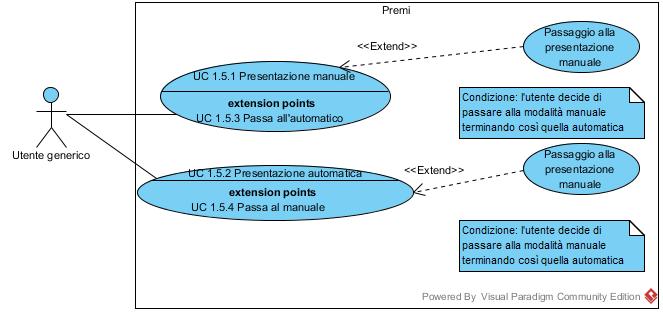 Premi
Passaggio alla
presentazione
manuale
<<Extend>>
UC 1.5.1 Presentazione manuale
extension points
UC 1.5.3 Passa all'automatico
Condizione: l'utente decide di
passare alla modalità manuale
terminando così quella automatica
Utente generico
Passaggio alla
presentazione
manuale
<<Extend>>
UC 1.5.2 Presentazione automatica
extension points
UC 1.5.4 Passa al manuale
Condizione: l'utente decide di
passare alla modalità manuale
terminando così quella automatica
Powered By Visual Paradigm Community Edition